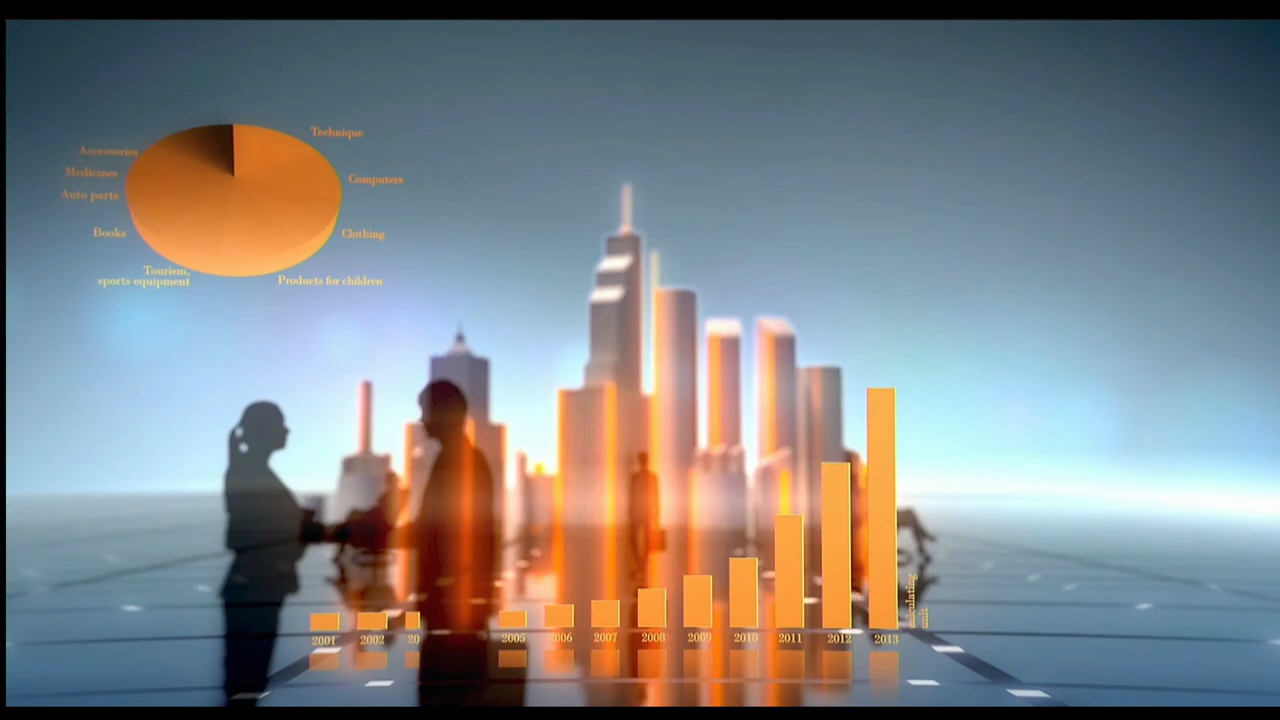 Technique
Accessories
Medicines
Computers
Auto parts
Books
Clothing
Tourism,
sports equipment
Products for children
2001 2002 20 2005 2006 2007 2008 2009 2010 2011 2012 2013